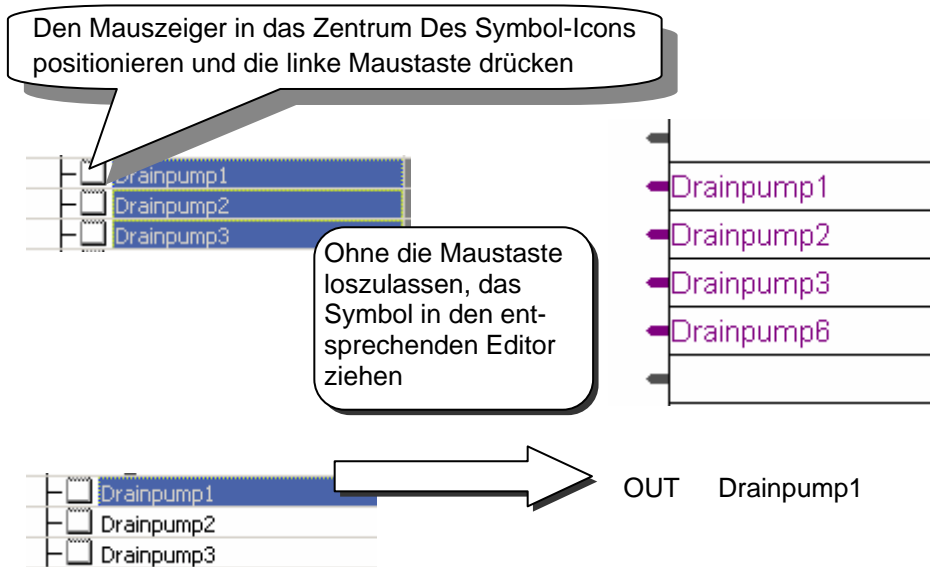 Den Mauszeiger in das Zentrum Des Symbol-Icons
positionieren und die linke Maustaste drücken
Drainpump1
Drainpump2
Drainpump3
Ohne die Maustaste
loszulassen, das
Symbol in den ent-
sprechenden Editor
ziehen
Drainpump1
Drainpump2
Drainpump3
Drainpump6
Drainpump1
Drainpump2
Drainpump3
OUT Drainpump1